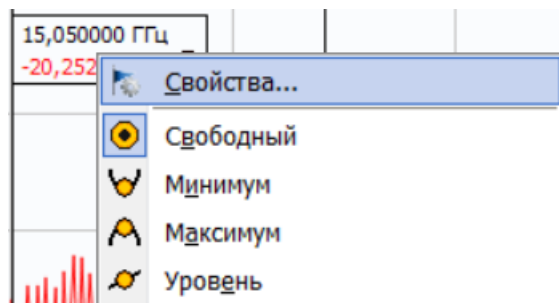 15,050000 ГГц
-20,252
Свойства...
Свободный
Минимум
Максимум
Уровень